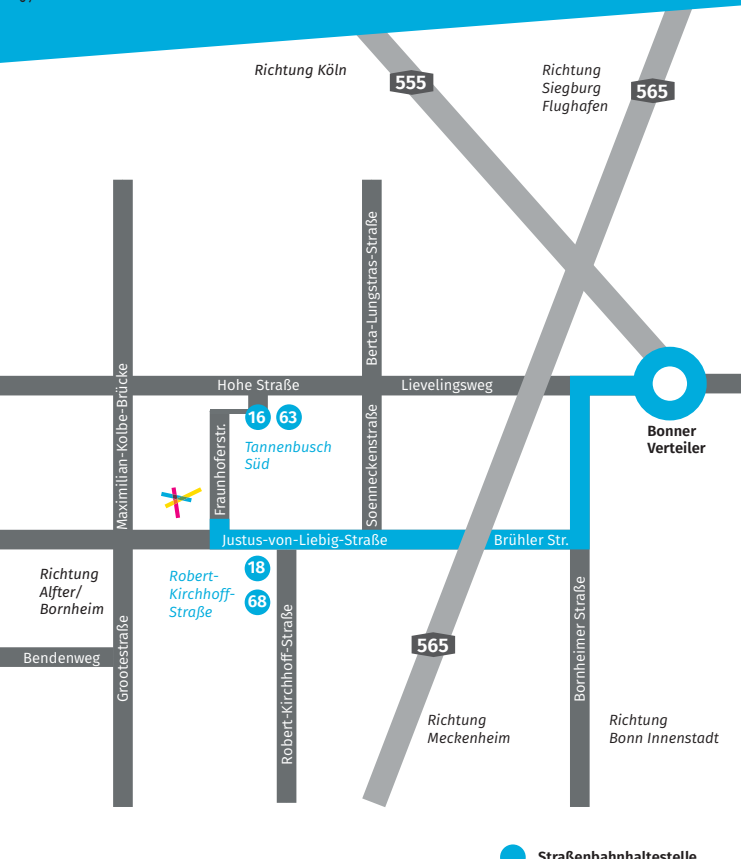 Richtung Köln
555
Richtung
Siegburg
Flughafen
565
Berta-Lungstras-Straße
Maximilian-Kolbe-Brücke
Hohe Straße
Lievelingsweg
16
63
Tannenbusch
Süd
Fraunhoferstr.
Soenneckenstraße
Bonner
Verteiler
Justus-von-Liebig-Straße
Brühler Str.
Richtung
Alfter/
Bornheim
Robert-
Kirchhoff-
Straße
18
68
Grootestraße
Bendenweg
Robert-Kirchhoff-Straße
565
Bornheimer Straße
Richtung
Meckenheim
Richtung
Bonn Innenstadt
Straßenbahnhaltestelle